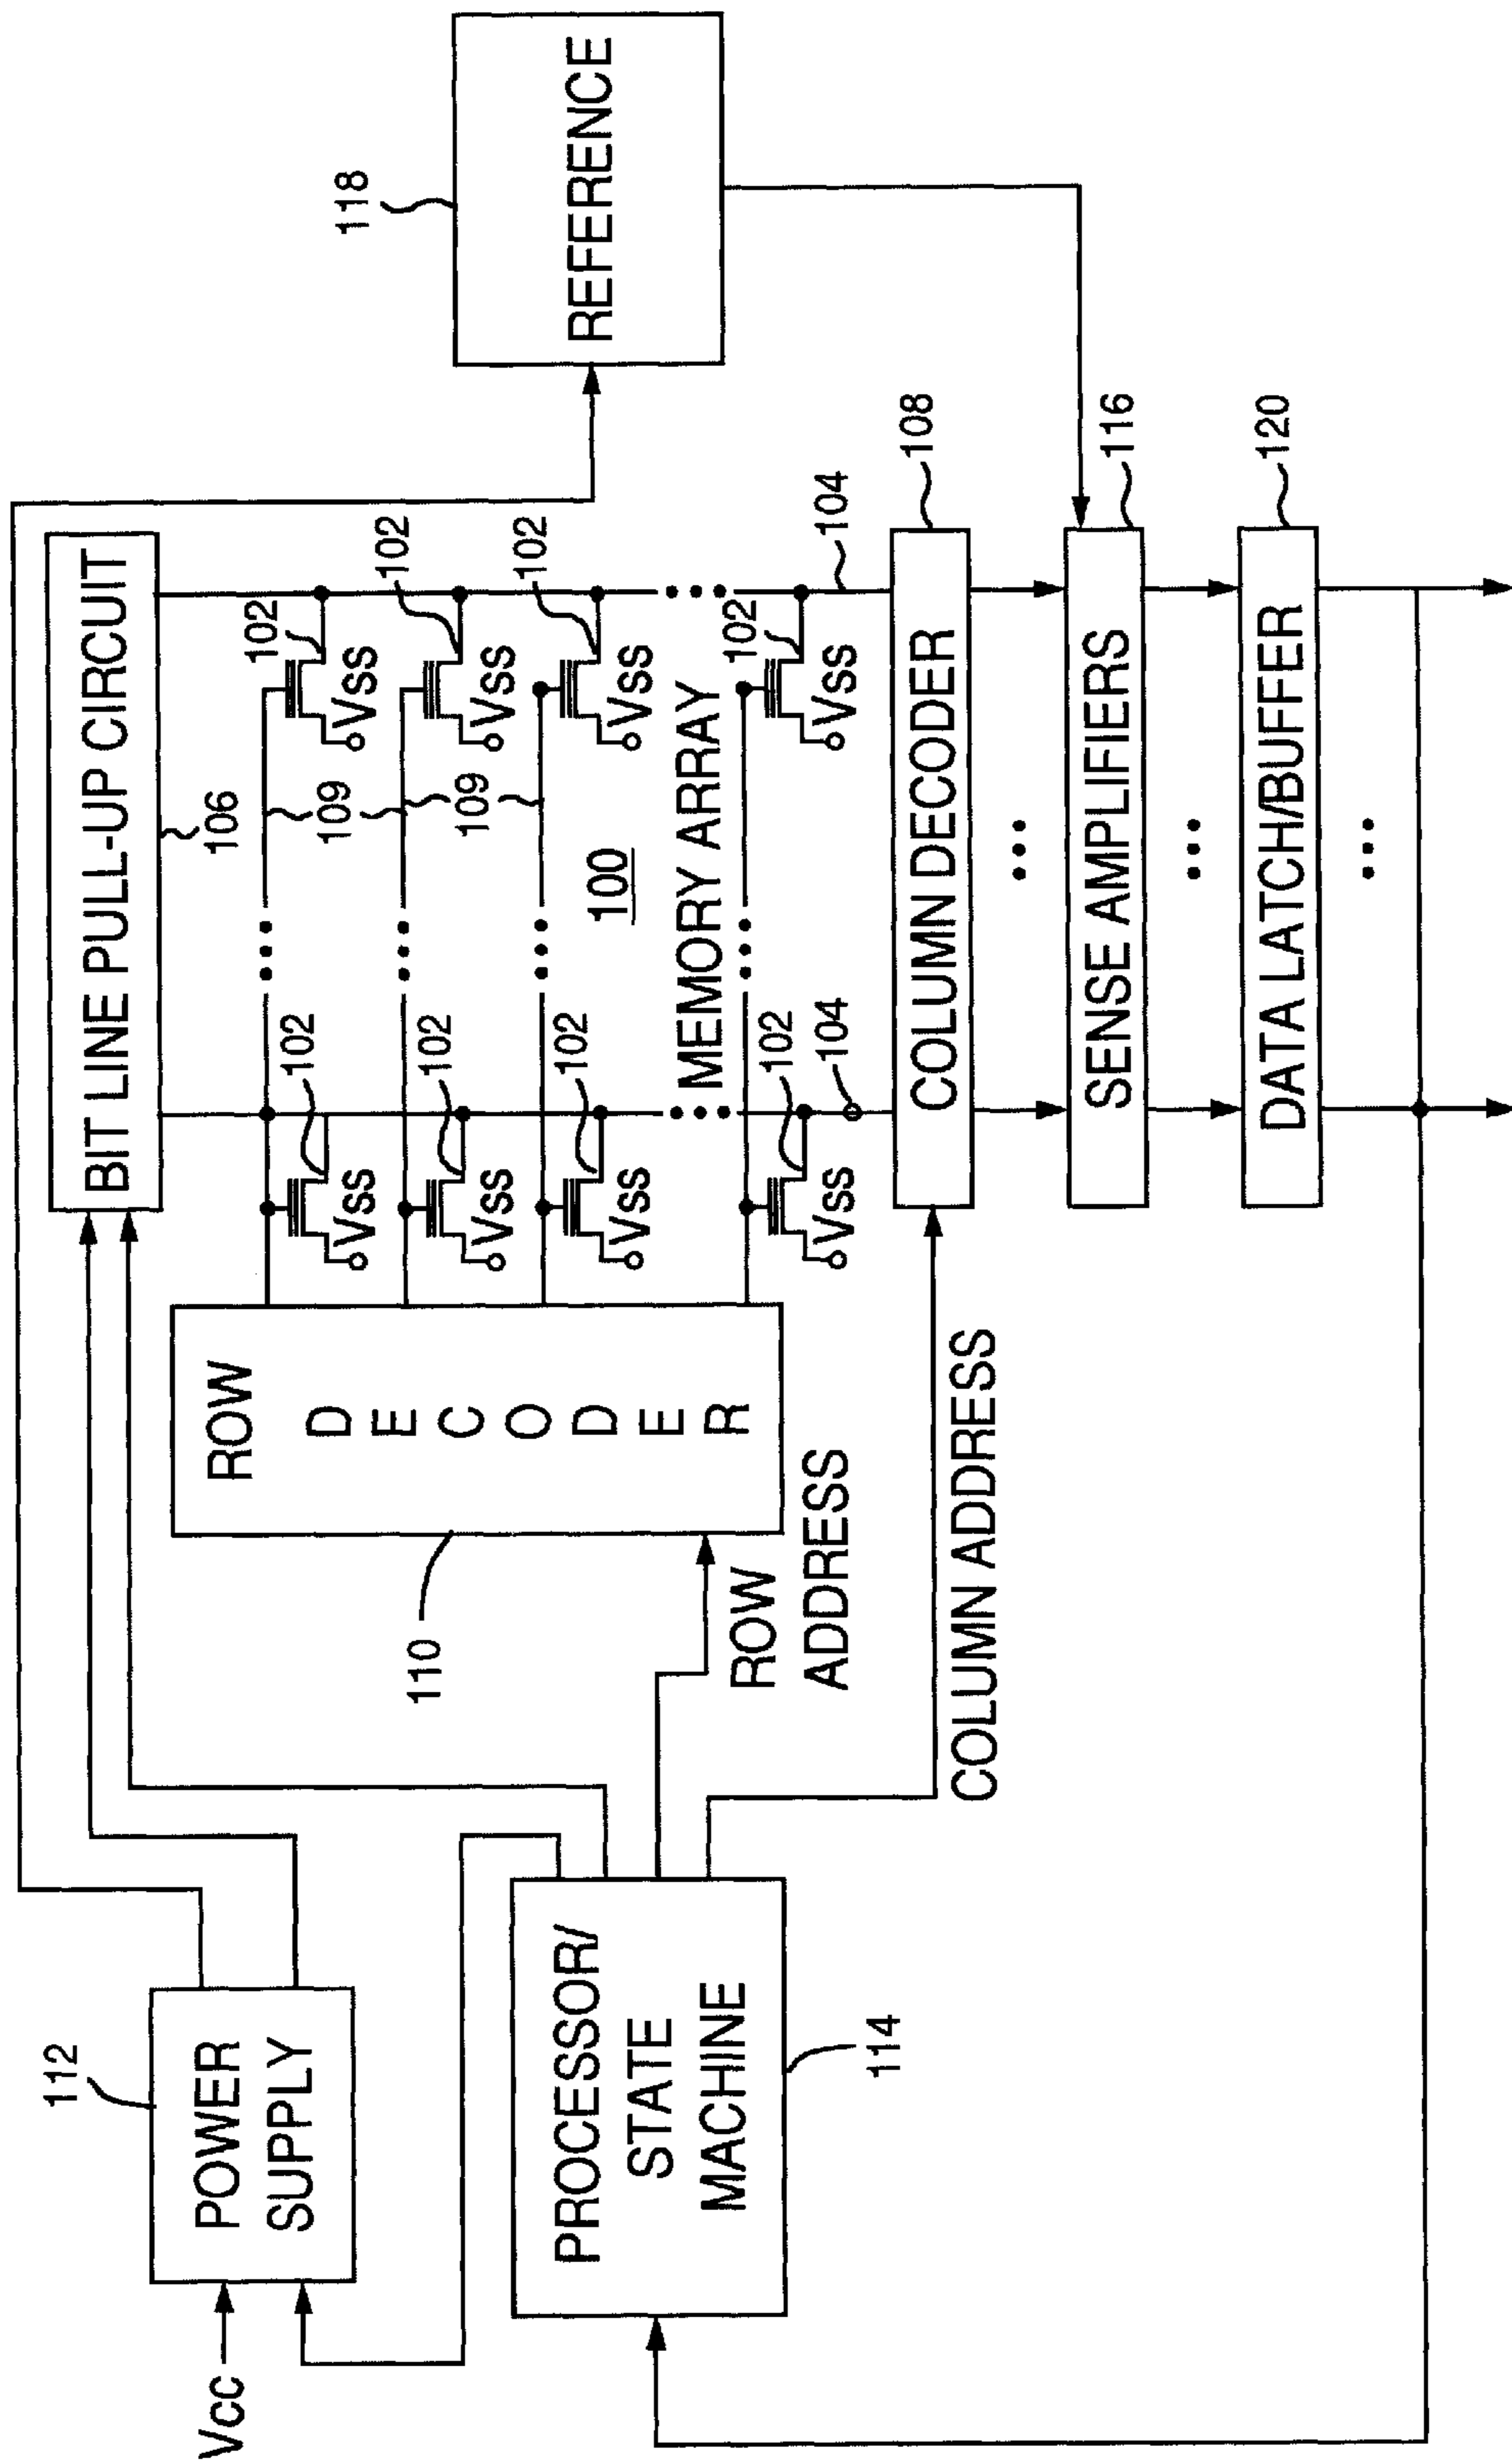 112
POWER
SUPPLY
Vcc
PROCESSOR/
STATE
MACHINE
114
110
ROW
DECODER
ROW
ADDRESS
COLUMN ADDRESS
BIT LINE PULL-UP CIRCUIT
106
102
Vss
102
Vss
102
Vss
102
Vss
109
109
100
MEMORY ARRAY
102
Vss
102
Vss
102
Vss
102
Vss
104
104
COLUMN DECODER
108
SENSE AMPLIFIERS
116
DATA LATCH/BUFFER
120
118
REFERENCE